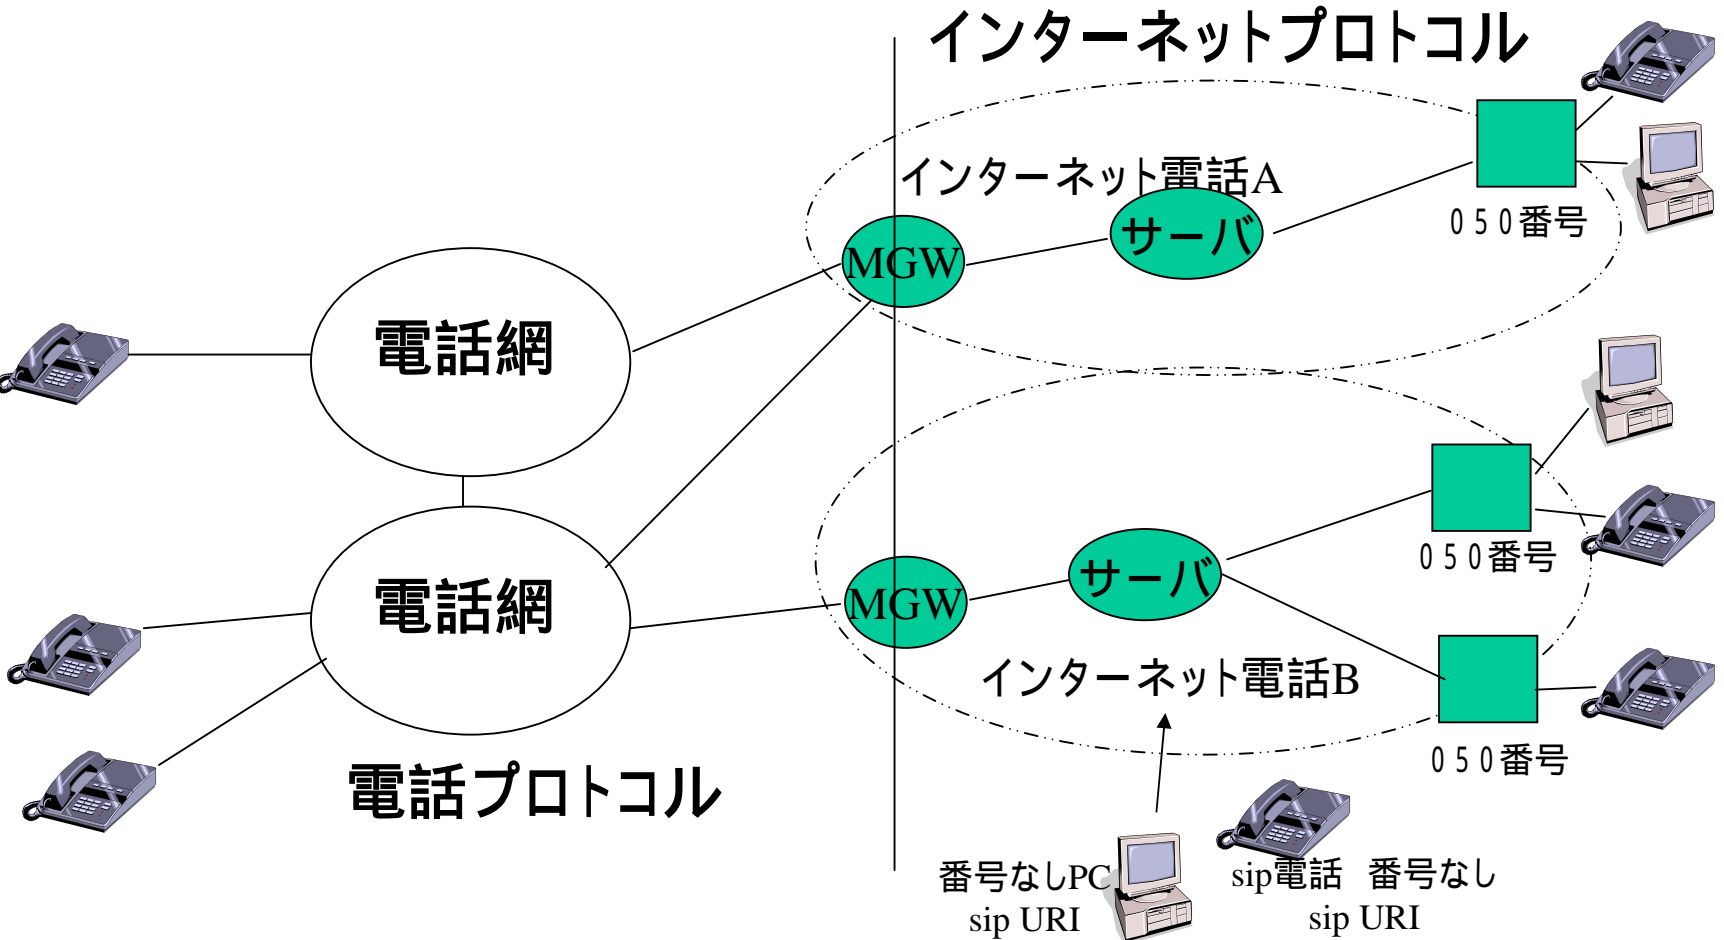 インターネットプロトコル
インターネット電話A
サーバ
050番号
MGW
電話網
050番号
サーバ
電話網
MGW
インターネット電話B
050番号
電話プロトコル
番号なしPC
sip URI
sip電話 番号なし
sip URI